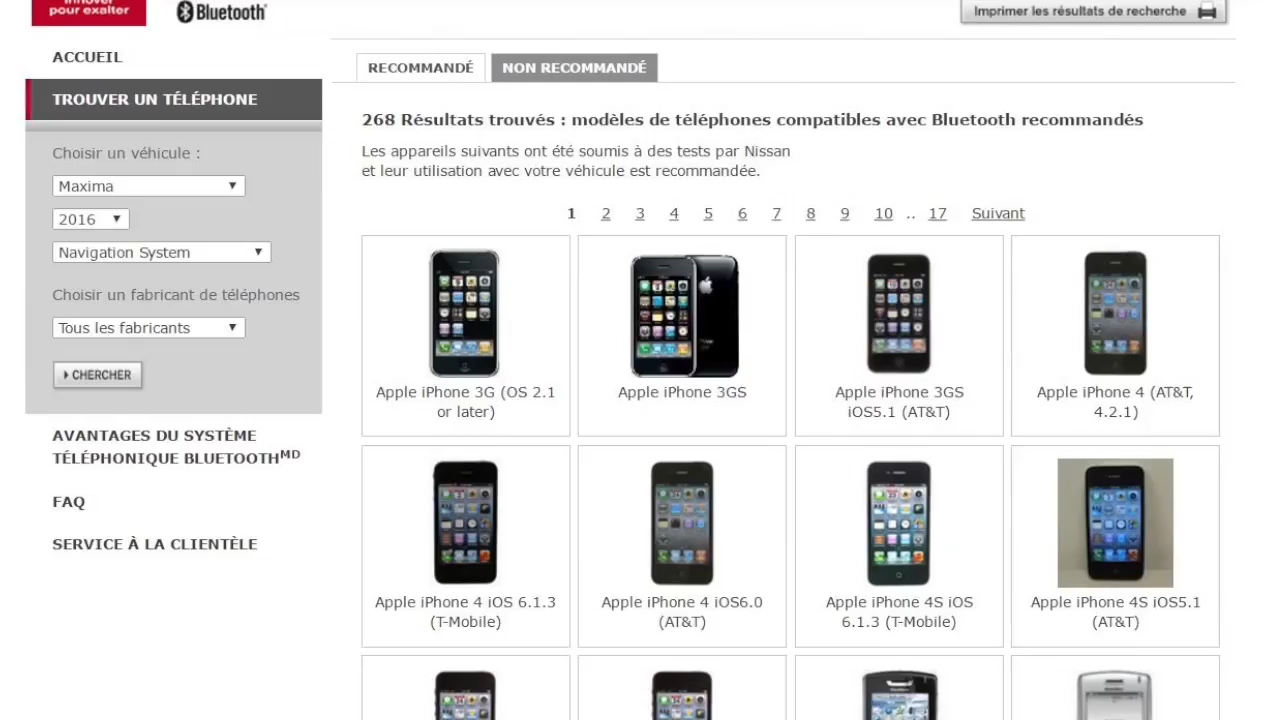 innover
pour exalter
Bluetooth
Imprimer les résultats de recherche
ACCUEIL
TROUVER UN TÉLÉPHONE
Choisir un véhicule :
Maxima
2016
Navigation System
Choisir un fabricant de téléphones
Tous les fabricants
CHERCHER
AVANTAGES DU SYSTÈME
TÉLÉPHONIQUE BLUETOOTHMD
FAQ
SERVICE À LA CLIENTÈLE
RECOMMANDÉ
NON RECOMMANDÉ
268 Résultats trouvés : modèles de téléphones compatibles avec Bluetooth recommandés
Les appareils suivants ont été soumis à des tests par Nissan
et leur utilisation avec votre véhicule est recommandée.
1 2 3 4 5 6 7 8 9 10 .. 17 Suivant
Apple iPhone 3G (OS 2.1
or later)
Apple iPhone 3GS
Apple iPhone 3GS
iOS5.1 (AT&T)
Apple iPhone 4 (AT&T,
4.2.1)
Apple iPhone 4 iOS 6.1.3
(T-Mobile)
Apple iPhone 4 iOS6.0
(AT&T)
Apple iPhone 4S iOS
6.1.3 (T-Mobile)
Apple iPhone 4S iOS5.1
(AT&T)